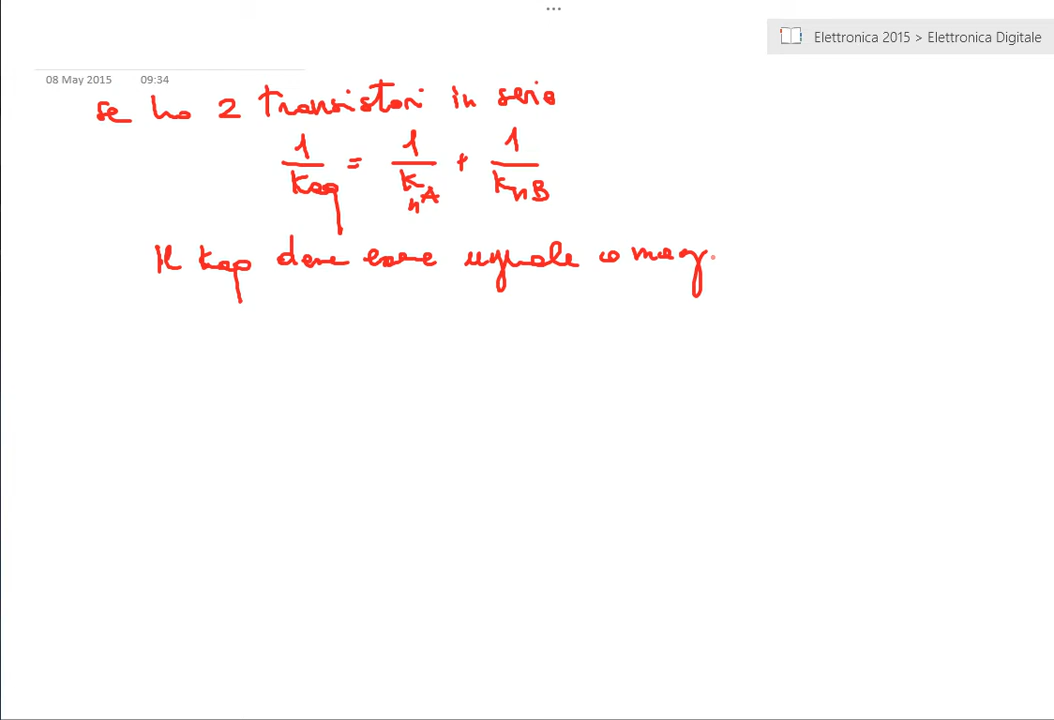 ...
Elettronica 2015 > Elettronica Digitale
08 May 2015 09:34
se ho 2 transistori in serie
1/keq = 1/knA + 1/knB
Il keq deve essere uguale o mag.